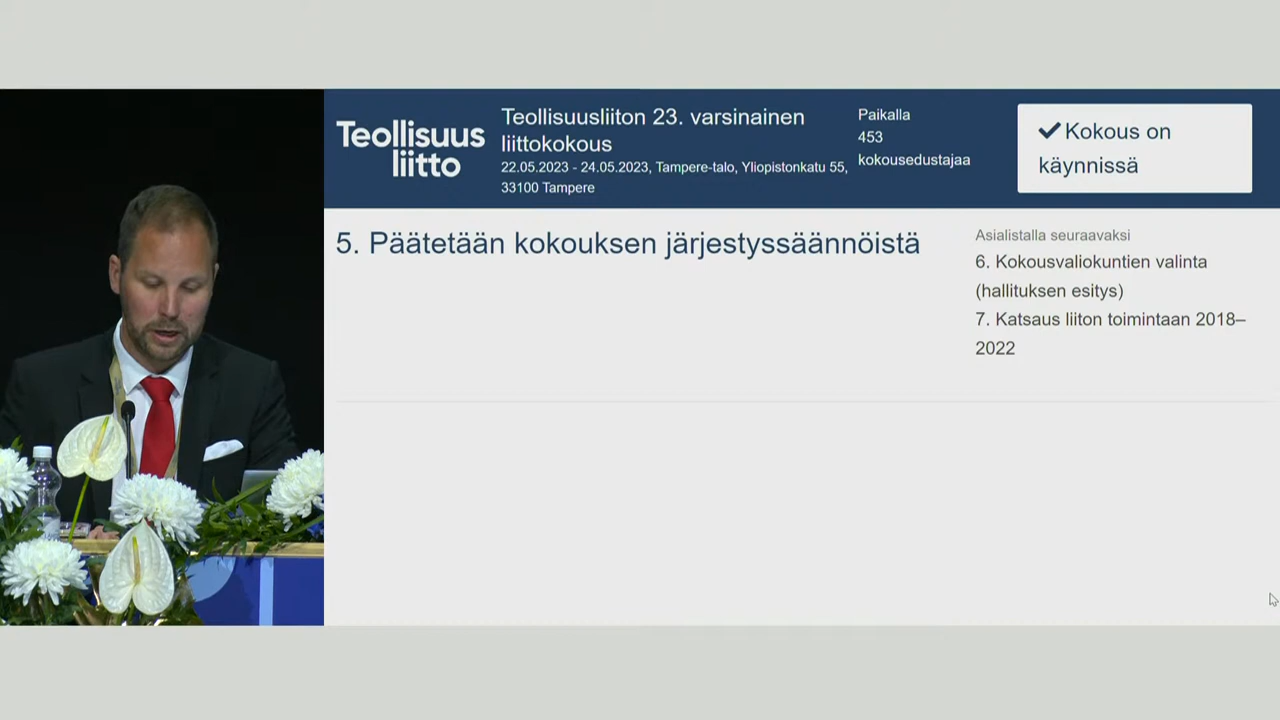 Teollisuus
liitto
Teollisuusliiton 23. varsinainen
liittokokous
22.05.2023 - 24.05.2023, Tampere-talo, Yliopistonkatu 55,
33100 Tampere
Paikalla
453
kokousedustajaa
Kokous on
käynnissä
5. Päätetään kokouksen järjestyssäännöistä
Asialistalla seuraavaksi
6. Kokousvaliokuntien valinta
(hallituksen esitys)
7. Katsaus liiton toimintaan 2018–
2022